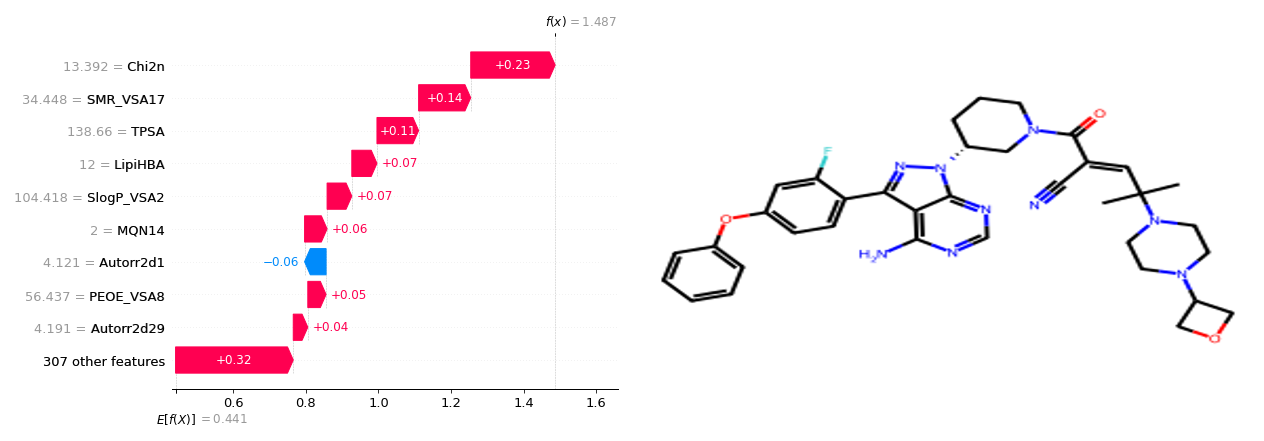 f(x) = 1.487
13.392 = Chi2n +0.23
34.448 = SMR_VSA17 +0.14
138.66 = TPSA +0.11
12 = LipiHBA +0.07
104.418 = SlogP_VSA2 +0.07
2 = MQN14 +0.06
4.121 = Autorr2d1 −0.06
56.437 = PEOE_VSA8 +0.05
4.191 = Autorr2d29 +0.04
307 other features +0.32
0.6 0.8 1.0 1.2 1.4 1.6
E[f(X)] = 0.441
O
F
N
N N
N
N
O
N
H₂N N
N
O